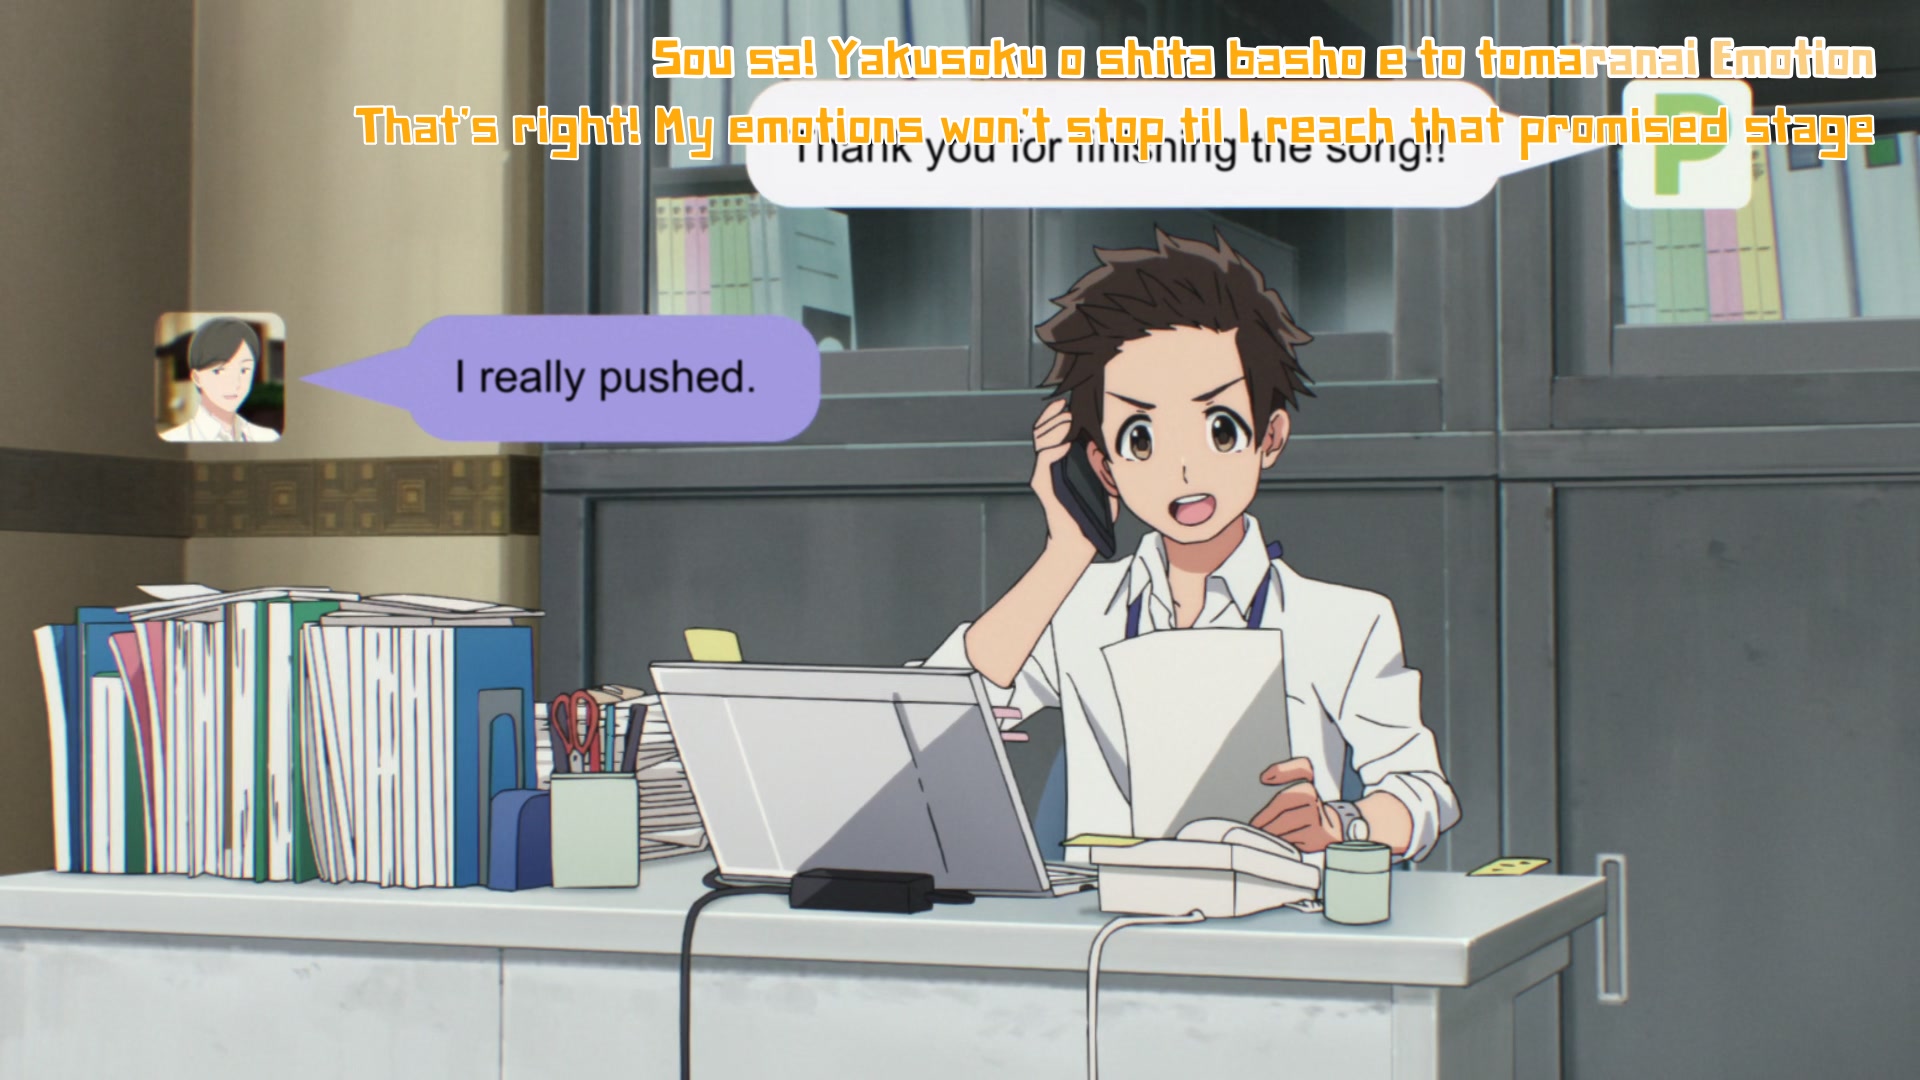 Sou sa! Yakusoku o shita basho e to tomaranai Emotion
That's right! My emotions won't stop til I reach that promised stage
Thank you for finishing the song!!
P
I really pushed.